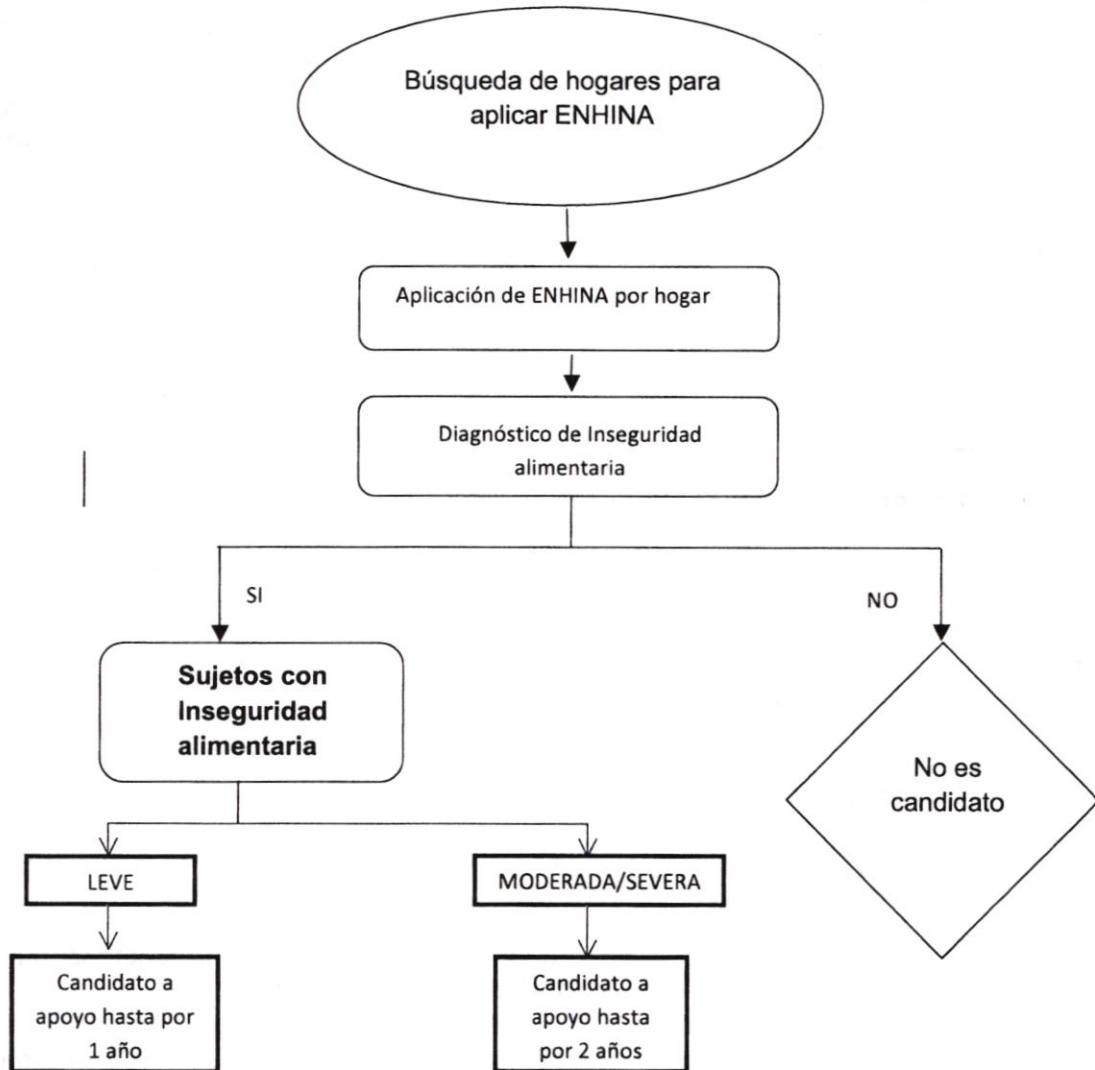 Búsqueda de hogares para
aplicar ENHINA
Aplicación de ENHINA por hogar
Diagnóstico de Inseguridad
alimentaria
SI
NO
Sujetos con
Inseguridad
alimentaria
No es
candidato
LEVE
MODERADA/SEVERA
Candidato a
apoyo hasta por
1 año
Candidato a
apoyo hasta
por 2 años